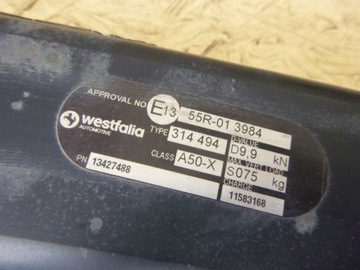 APPROVAL NO E13 55R-01 3984
westfalia
AUTOMOTIVE
TYPE 314 494
CLASS A50-X
PN 13427488
D.VALUE
D9,9 kN
MAX VERT.LOAD
S075 kg
CHARGE
11583168